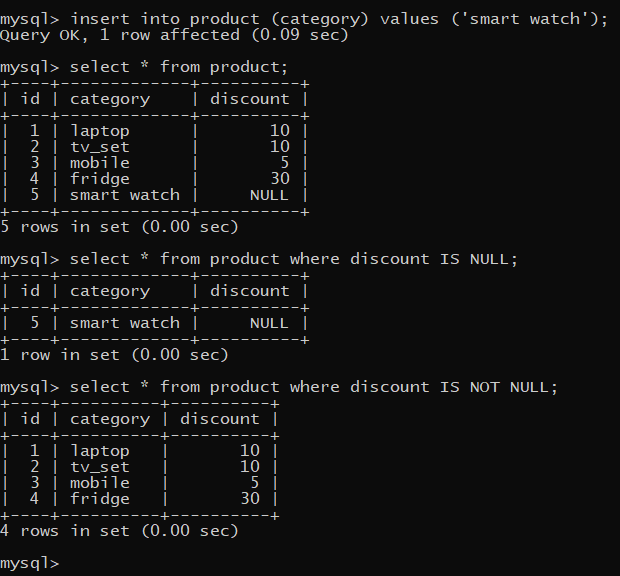 mysql> insert into product (category) values ('smart watch');
Query OK, 1 row affected (0.09 sec)
mysql> select * from product;
+----+-------------+----------+
| id | category    | discount |
+----+-------------+----------+
|  1 | laptop      |       10 |
|  2 | tv_set      |       10 |
|  3 | mobile      |        5 |
|  4 | fridge      |       30 |
|  5 | smart watch |     NULL |
+----+-------------+----------+
5 rows in set (0.00 sec)
mysql> select * from product where discount IS NULL;
+----+-------------+----------+
| id | category    | discount |
+----+-------------+----------+
|  5 | smart watch |     NULL |
+----+-------------+----------+
1 row in set (0.00 sec)
mysql> select * from product where discount IS NOT NULL;
+----+----------+----------+
| id | category | discount |
+----+----------+----------+
|  1 | laptop   |       10 |
|  2 | tv_set   |       10 |
|  3 | mobile   |        5 |
|  4 | fridge   |       30 |
+----+----------+----------+
4 rows in set (0.00 sec)
mysql>